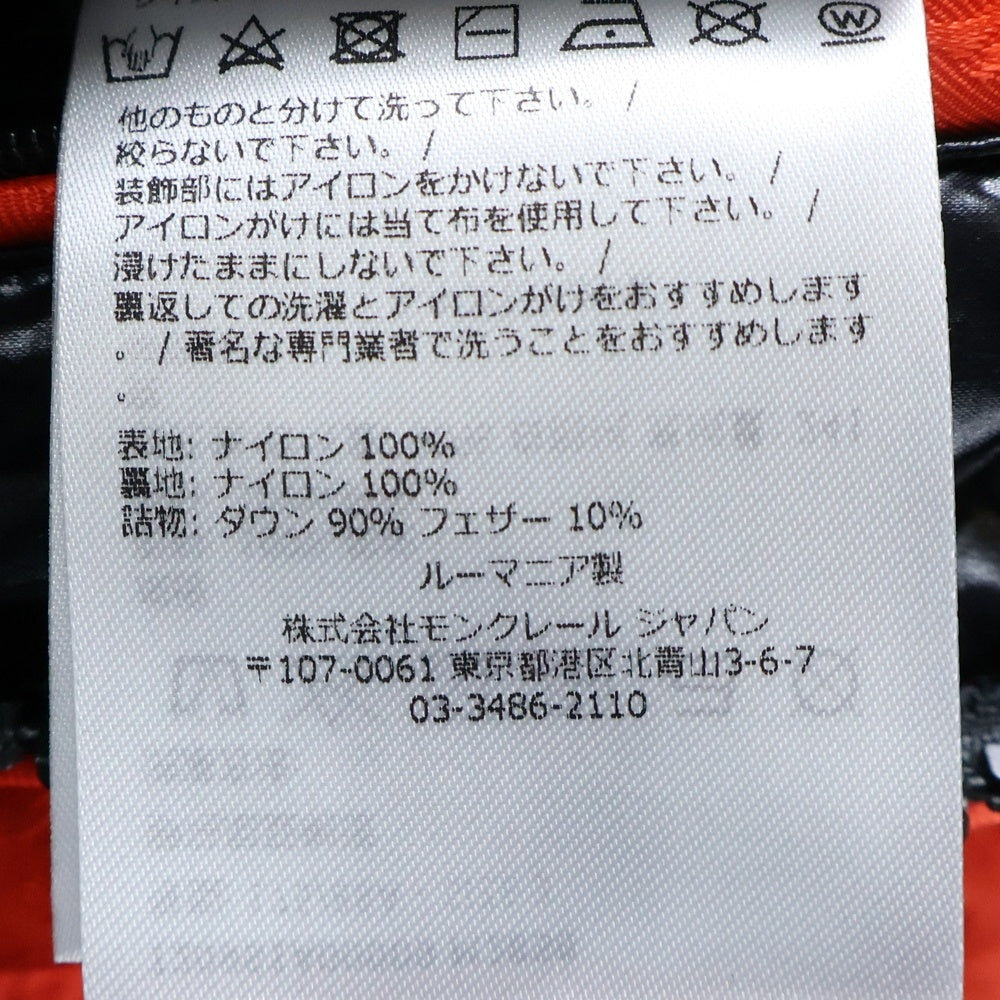 他のものと分けて洗って下さい。 /
絞らないで下さい。 /
装飾部にはアイロンをかけないで下さい。 /
アイロンがけには当て布を使用して下さい。 /
浸けたままにしないで下さい。 /
裏返しての洗濯とアイロンがけをおすすめします
。 / 著名な専門業者で洗うことをおすすめします
。
表地: ナイロン 100%
裏地: ナイロン 100%
詰物: ダウン 90% フェザー 10%
ルーマニア製
株式会社モンクレール ジャパン
〒107-0061 東京都港区北青山3-6-7
03-3486-2110